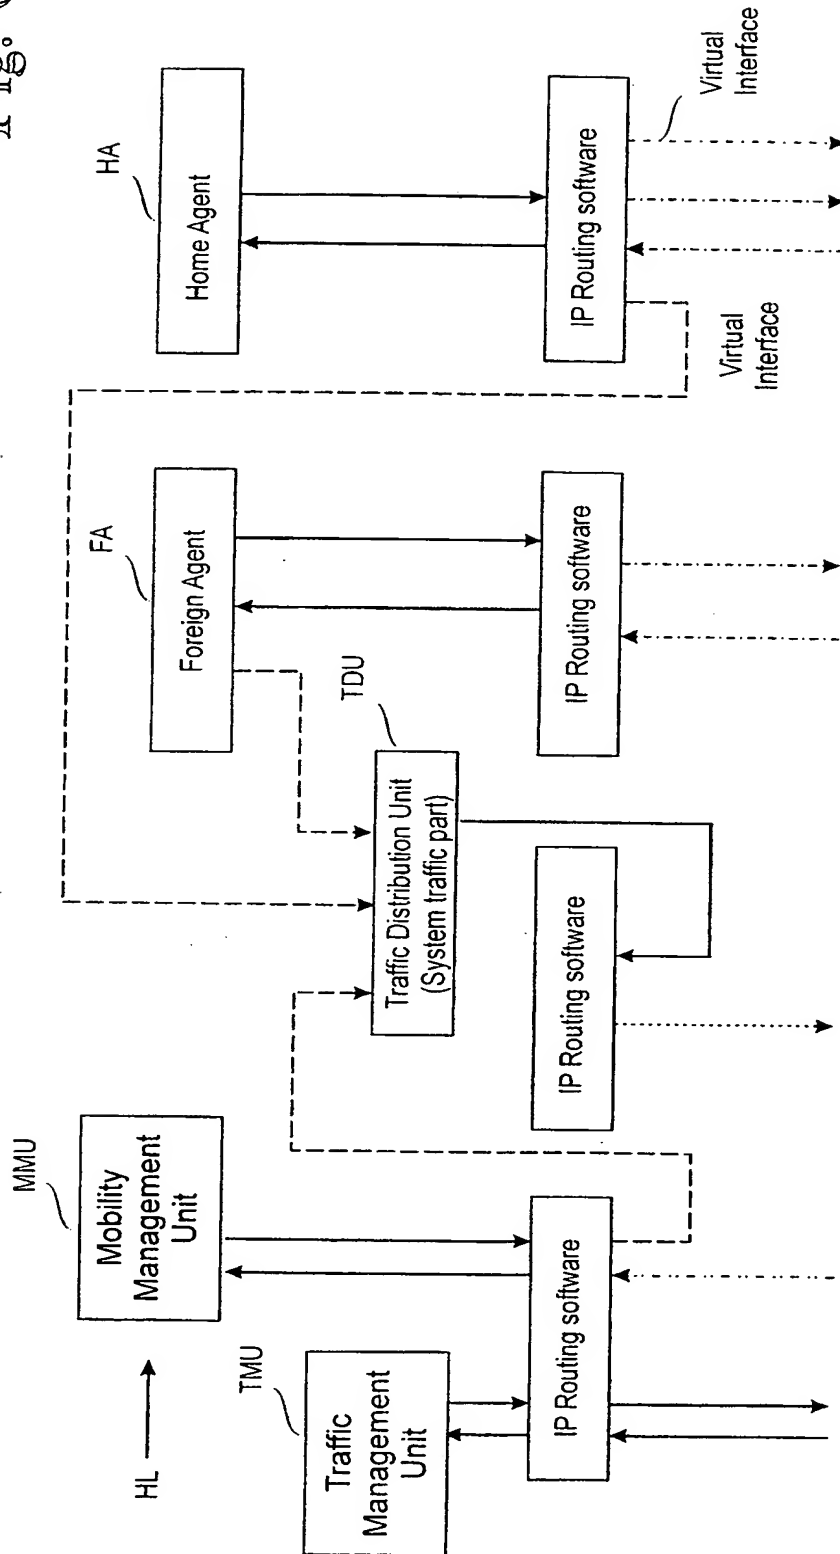 HL
MMU
Mobility
Management
Unit
TMU
Traffic
Management
Unit
IP Routing software
TDU
Traffic Distribution Unit
(System traffic part)
IP Routing software
FA
Foreign Agent
IP Routing software
HA
Home Agent
IP Routing software
Virtual
Interface
Virtual
Interface